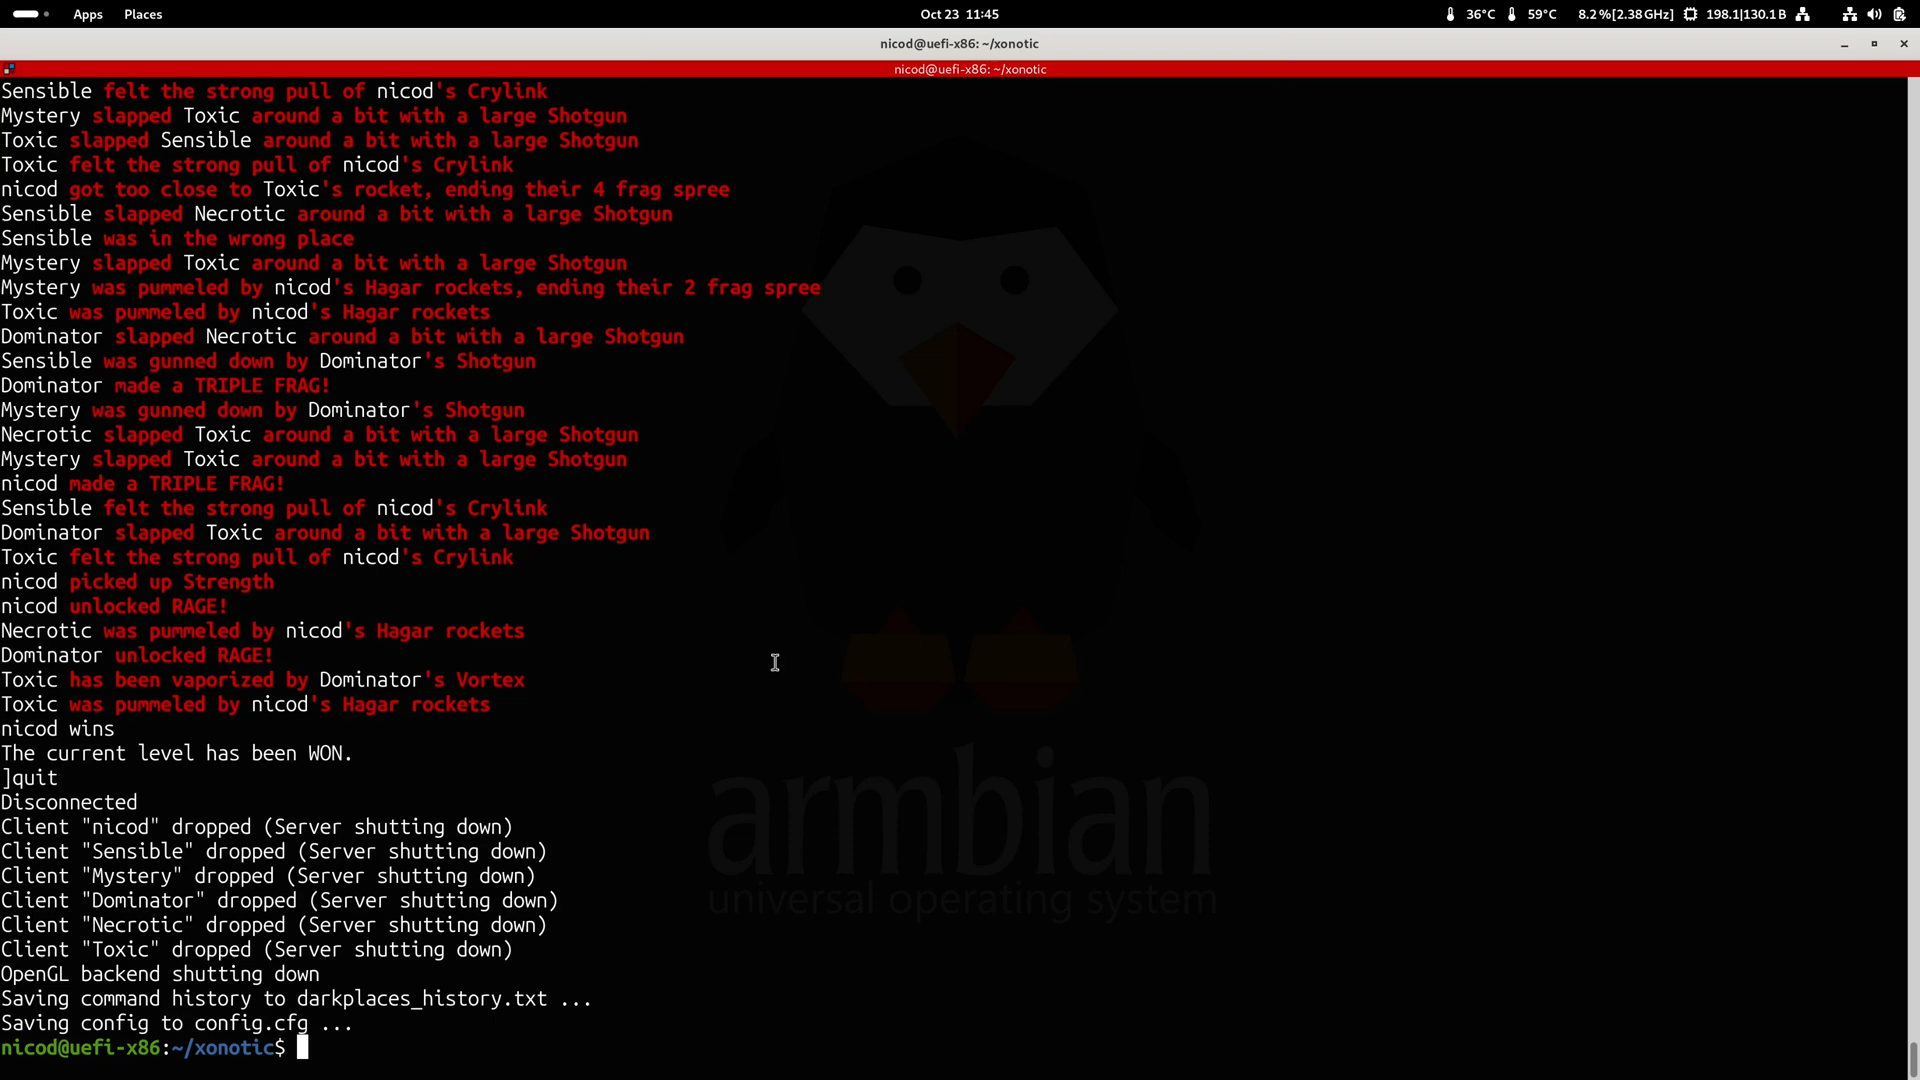 Apps Places Oct 23 11:45 36°C 59°C 8.2%[2.38GHz] 198.1|130.1B
nicod@uefi-x86: ~/xonotic
nicod@uefi-x86: ~/xonotic
Sensible felt the strong pull of nicod's Crylink
Mystery slapped Toxic around a bit with a large Shotgun
Toxic slapped Sensible around a bit with a large Shotgun
Toxic felt the strong pull of nicod's Crylink
nicod got too close to Toxic's rocket, ending their 4 frag spree
Sensible slapped Necrotic around a bit with a large Shotgun
Sensible was in the wrong place
Mystery slapped Toxic around a bit with a large Shotgun
Mystery was pummeled by nicod's Hagar rockets, ending their 2 frag spree
Toxic was pummeled by nicod's Hagar rockets
Dominator slapped Necrotic around a bit with a large Shotgun
Sensible was gunned down by Dominator's Shotgun
Dominator made a TRIPLE FRAG!
Mystery was gunned down by Dominator's Shotgun
Necrotic slapped Toxic around a bit with a large Shotgun
Mystery slapped Toxic around a bit with a large Shotgun
nicod made a TRIPLE FRAG!
Sensible felt the strong pull of nicod's Crylink
Dominator slapped Toxic around a bit with a large Shotgun
Toxic felt the strong pull of nicod's Crylink
nicod picked up Strength
nicod unlocked RAGE!
Necrotic was pummeled by nicod's Hagar rockets
Dominator unlocked RAGE!
Toxic has been vaporized by Dominator's Vortex
Toxic was pummeled by nicod's Hagar rockets
nicod wins
The current level has been WON.
]quit
Disconnected
Client "nicod" dropped (Server shutting down)
Client "Sensible" dropped (Server shutting down)
Client "Mystery" dropped (Server shutting down)
Client "Dominator" dropped (Server shutting down)
Client "Necrotic" dropped (Server shutting down)
Client "Toxic" dropped (Server shutting down)
OpenGL backend shutting down
Saving command history to darkplaces_history.txt ...
Saving config to config.cfg ...
nicod@uefi-x86:~/xonotic$
armbian
universal operating system